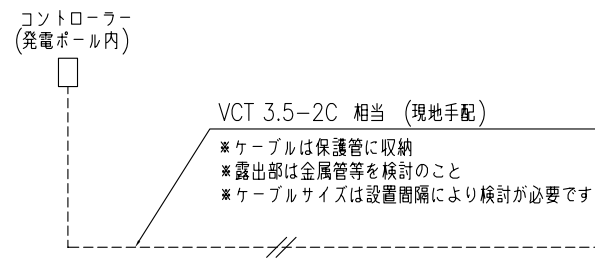 コントローラー
(発電ポール内)
VCT 3.5-2C 相当 (現地手配)
※ケーブルは保護管に収納
※露出部は金属管等を検討のこと
※ケーブルサイズは設置間隔により検討が必要です